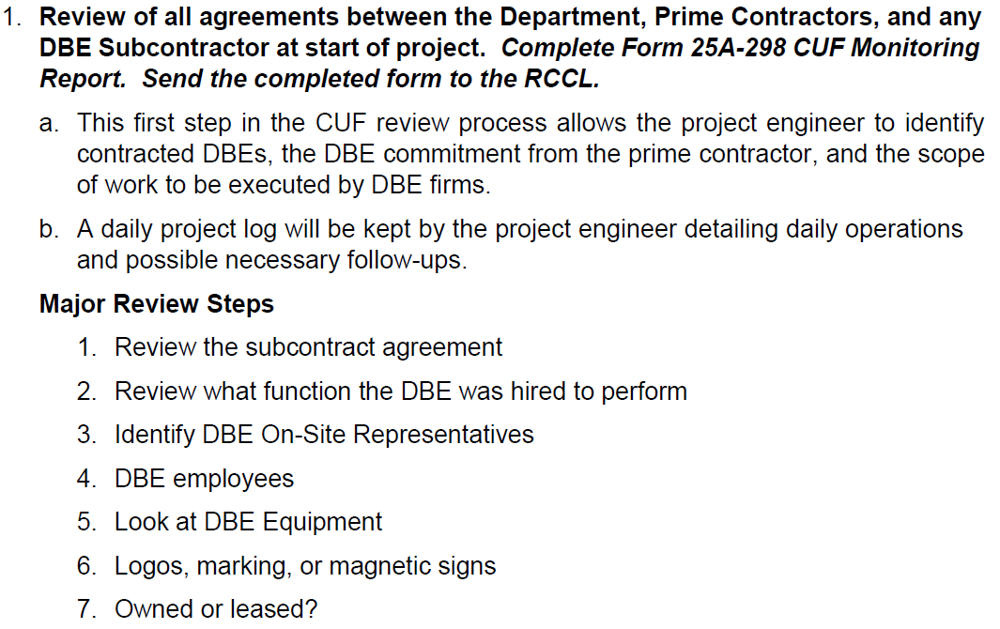 1. Review of all agreements between the Department, Prime Contractors, and any
DBE Subcontractor at start of project. Complete Form 25A-298 CUF Monitoring
Report. Send the completed form to the RCCL.
a. This first step in the CUF review process allows the project engineer to identify
contracted DBEs, the DBE commitment from the prime contractor, and the scope
of work to be executed by DBE firms.
b. A daily project log will be kept by the project engineer detailing daily operations
and possible necessary follow-ups.
Major Review Steps
1. Review the subcontract agreement
2. Review what function the DBE was hired to perform
3. Identify DBE On-Site Representatives
4. DBE employees
5. Look at DBE Equipment
6. Logos, marking, or magnetic signs
7. Owned or leased?